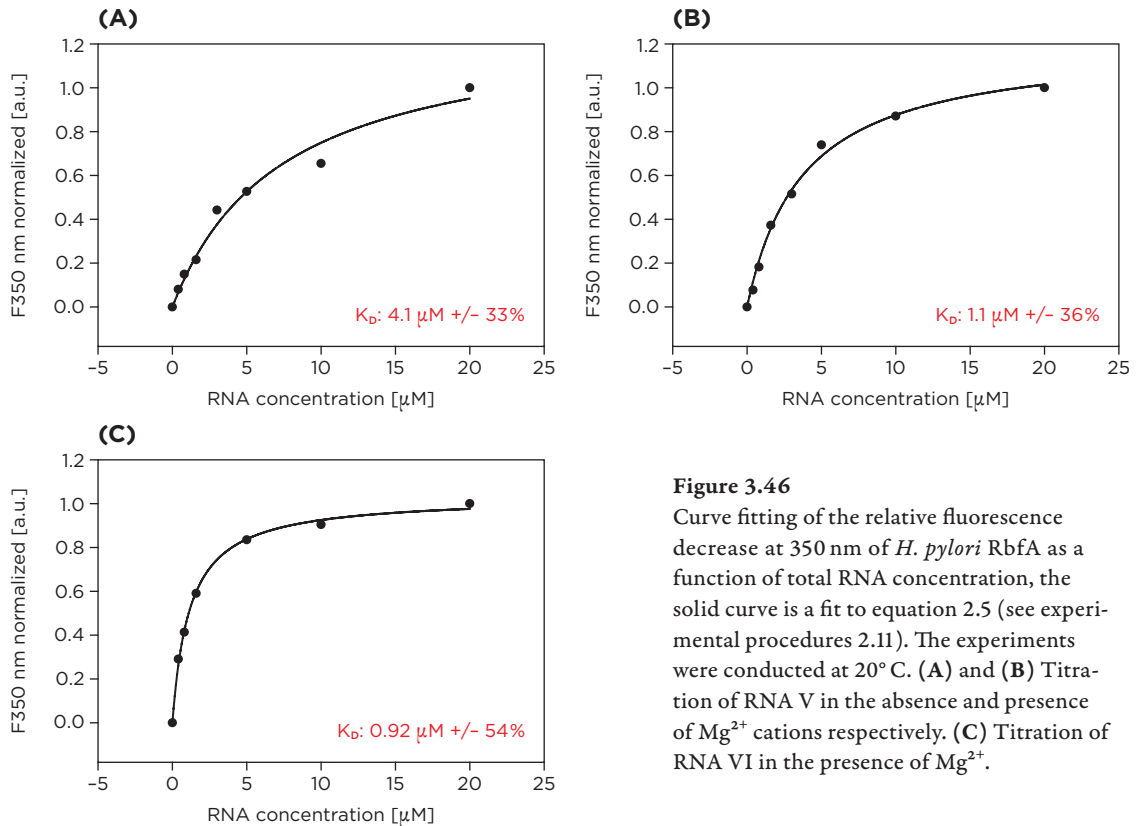 (A)
1.2
1.0
0.8
0.6
0.4
0.2
0.0
F350 nm normalized [a.u.]
K_D: 4.1 μM +/- 33%
−5 0 5 10 15 20 25
RNA concentration [μM]
(B)
1.2
1.0
0.8
0.6
0.4
0.2
0.0
F350 nm normalized [a.u.]
K_D: 1.1 μM +/- 36%
−5 0 5 10 15 20 25
RNA concentration [μM]
(C)
1.2
1.0
0.8
0.6
0.4
0.2
0.0
F350 nm normalized [a.u.]
K_D: 0.92 μM +/- 54%
−5 0 5 10 15 20 25
RNA concentration [μM]
Figure 3.46
Curve fitting of the relative fluorescence
decrease at 350 nm of H. pylori RbfA as a
function of total RNA concentration, the
solid curve is a fit to equation 2.5 (see experi-
mental procedures 2.11). The experiments
were conducted at 20° C. (A) and (B) Titra-
tion of RNA V in the absence and presence
of Mg²⁺ cations respectively. (C) Titration of
RNA VI in the presence of Mg²⁺.